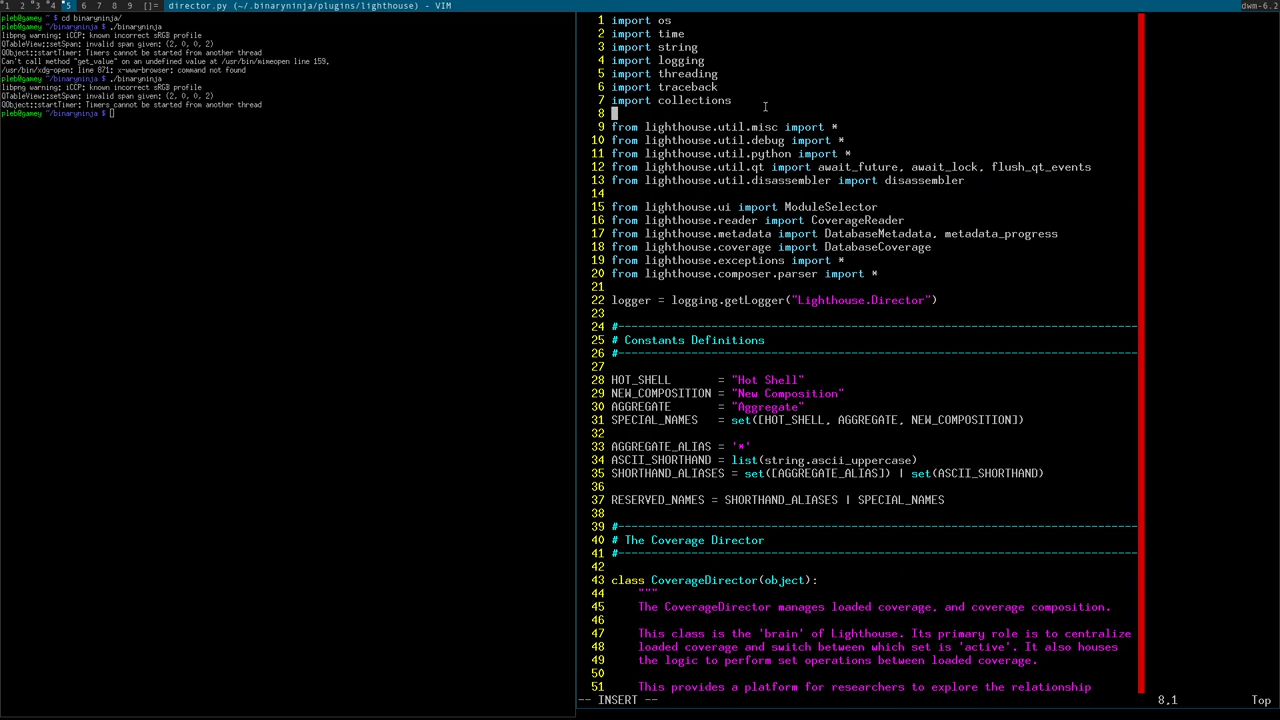 1 2 3 4 5 6 7 8 9 []= director.py (~/.binaryninja/plugins/lighthouse) - VIM dwm-6.2
pleb@gamey ~ $ cd binaryninja/
pleb@gamey ~/binaryninja $ ./binaryninja
libpng warning: iCCP: known incorrect sRGB profile
QTableView::setSpan: invalid span given: (2, 0, 0, 2)
QObject::startTimer: Timers cannot be started from another thread
Can't call method "get_value" on an undefined value at /usr/bin/mimeopen line 159,
/usr/bin/xdg-open: line 871: x-www-browser: command not found
pleb@gamey ~/binaryninja $ ./binaryninja
libpng warning: iCCP: known incorrect sRGB profile
QTableView::setSpan: invalid span given: (2, 0, 0, 2)
QObject::startTimer: Timers cannot be started from another thread
pleb@gamey ~/binaryninja $
1 import os
2 import time
3 import string
4 import logging
5 import threading
6 import traceback
7 import collections
8
9 from lighthouse.util.misc import *
10 from lighthouse.util.debug import *
11 from lighthouse.util.python import *
12 from lighthouse.util.qt import await_future, await_lock, flush_qt_events
13 from lighthouse.util.disassembler import disassembler
14
15 from lighthouse.ui import ModuleSelector
16 from lighthouse.reader import CoverageReader
17 from lighthouse.metadata import DatabaseMetadata, metadata_progress
18 from lighthouse.coverage import DatabaseCoverage
19 from lighthouse.exceptions import *
20 from lighthouse.composer.parser import *
21
22 logger = logging.getLogger("Lighthouse.Director")
23
24 #------------------------------------------------------------------------------
25 # Constants Definitions
26 #------------------------------------------------------------------------------
27
28 HOT_SHELL       = "Hot Shell"
29 NEW_COMPOSITION = "New Composition"
30 AGGREGATE       = "Aggregate"
31 SPECIAL_NAMES   = set([HOT_SHELL, AGGREGATE, NEW_COMPOSITION])
32
33 AGGREGATE_ALIAS = '*'
34 ASCII_SHORTHAND = list(string.ascii_uppercase)
35 SHORTHAND_ALIASES = set([AGGREGATE_ALIAS]) | set(ASCII_SHORTHAND)
36
37 RESERVED_NAMES = SHORTHAND_ALIASES | SPECIAL_NAMES
38
39 #------------------------------------------------------------------------------
40 # The Coverage Director
41 #------------------------------------------------------------------------------
42
43 class CoverageDirector(object):
44     """
45     The CoverageDirector manages loaded coverage, and coverage composition.
46
47     This class is the 'brain' of Lighthouse. Its primary role is to centralize
48     loaded coverage and switch between which set is 'active'. It also houses
49     the logic to perform set operations between loaded coverage.
50
51     This provides a platform for researchers to explore the relationship
-- INSERT -- 8,1 Top